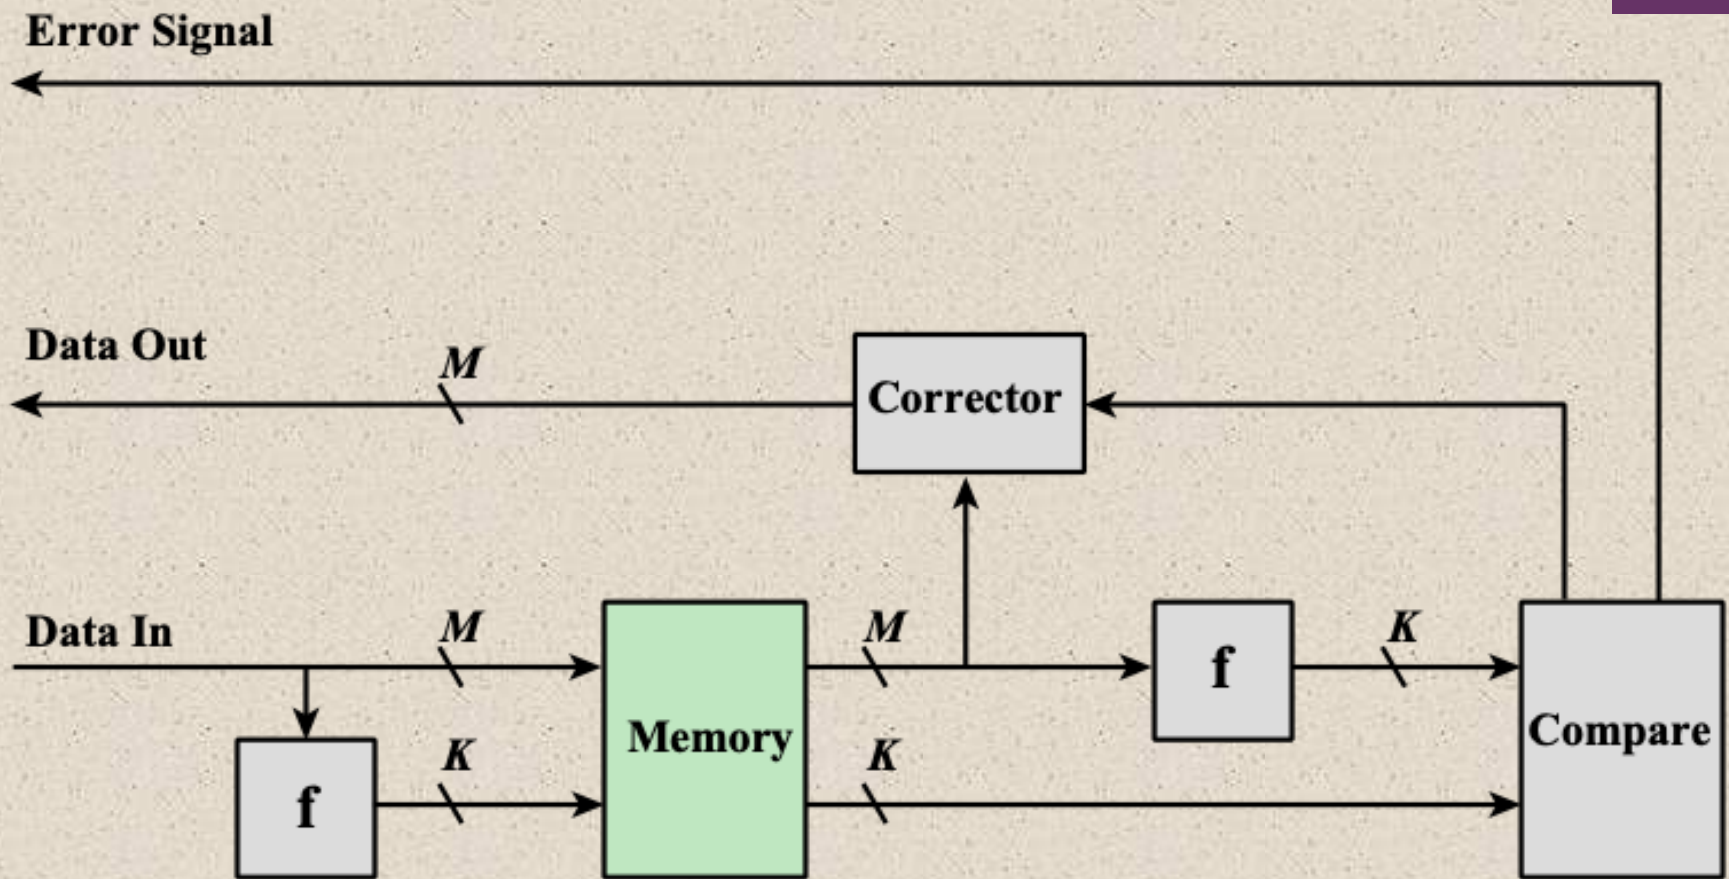 Error Signal
Data Out
M
Corrector
Data In
M
M
K
f
K
f
Memory
K
Compare